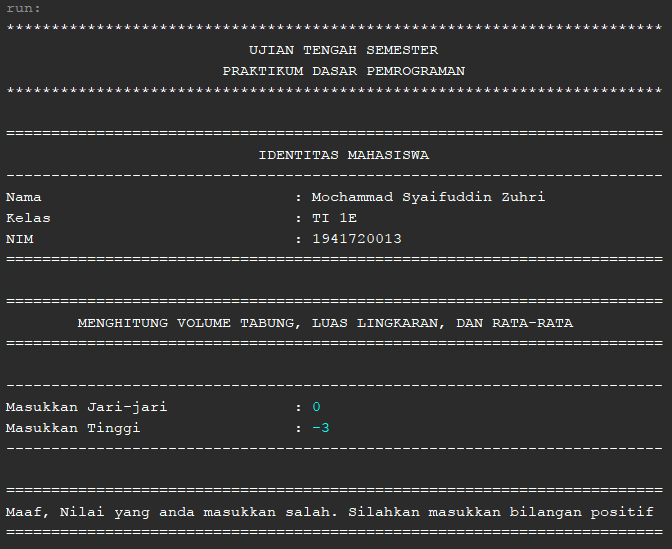 run:
*************************************************************************
UJIAN TENGAH SEMESTER
PRAKTIKUM DASAR PEMROGRAMAN
*************************************************************************
=========================================================================
IDENTITAS MAHASISWA
-------------------------------------------------------------------------
Nama : Mochammad Syaifuddin Zuhri
Kelas : TI 1E
NIM : 1941720013
=========================================================================
=========================================================================
MENGHITUNG VOLUME TABUNG, LUAS LINGKARAN, DAN RATA-RATA
=========================================================================
-------------------------------------------------------------------------
Masukkan Jari-jari : 0
Masukkan Tinggi : -3
-------------------------------------------------------------------------
=========================================================================
Maaf, Nilai yang anda masukkan salah. Silahkan masukkan bilangan positif
=========================================================================